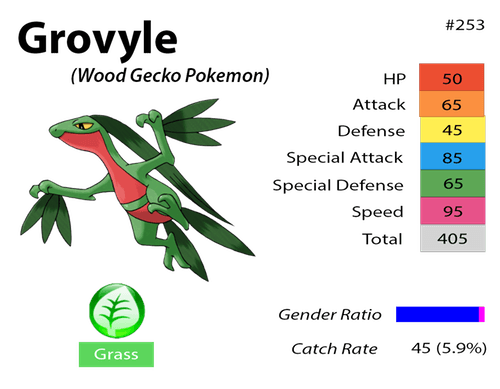 Grovyle
#253
(Wood Gecko Pokemon)
HP 50
Attack 65
Defense 45
Special Attack 85
Special Defense 65
Speed 95
Total 405
Gender Ratio
Catch Rate 45 (5.9%)
Grass